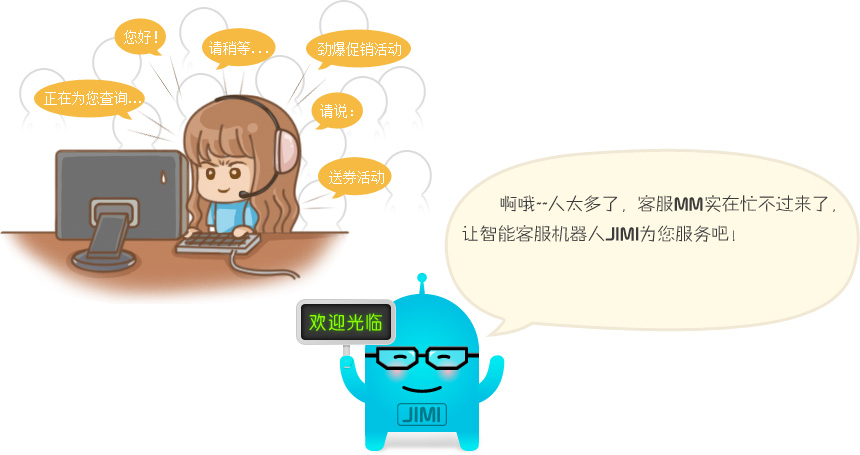 您好！
请稍等...
劲爆促销活动
正在为您查询...
请说：
送券活动
啊哦--人太多了，客服MM实在忙不过来了，
让智能客服机器人JIMI为您服务吧！
欢迎光临
JIMI